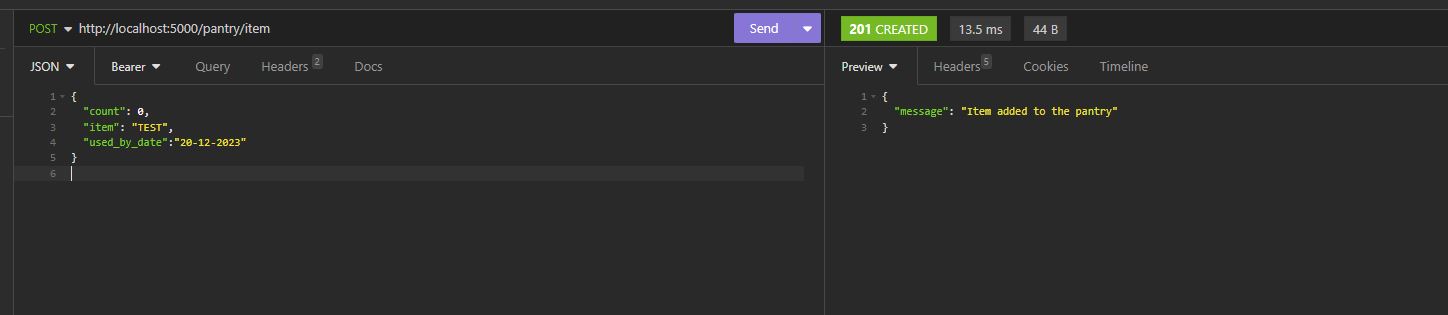 POST http://localhost:5000/pantry/item Send
JSON Bearer Query Headers 2 Docs
1 {
2 "count": 0,
3 "item": "TEST",
4 "used_by_date":"20-12-2023"
5 }
6
201 CREATED 13.5 ms 44 B
Preview Headers 5 Cookies Timeline
1 {
2 "message": "Item added to the pantry"
3 }